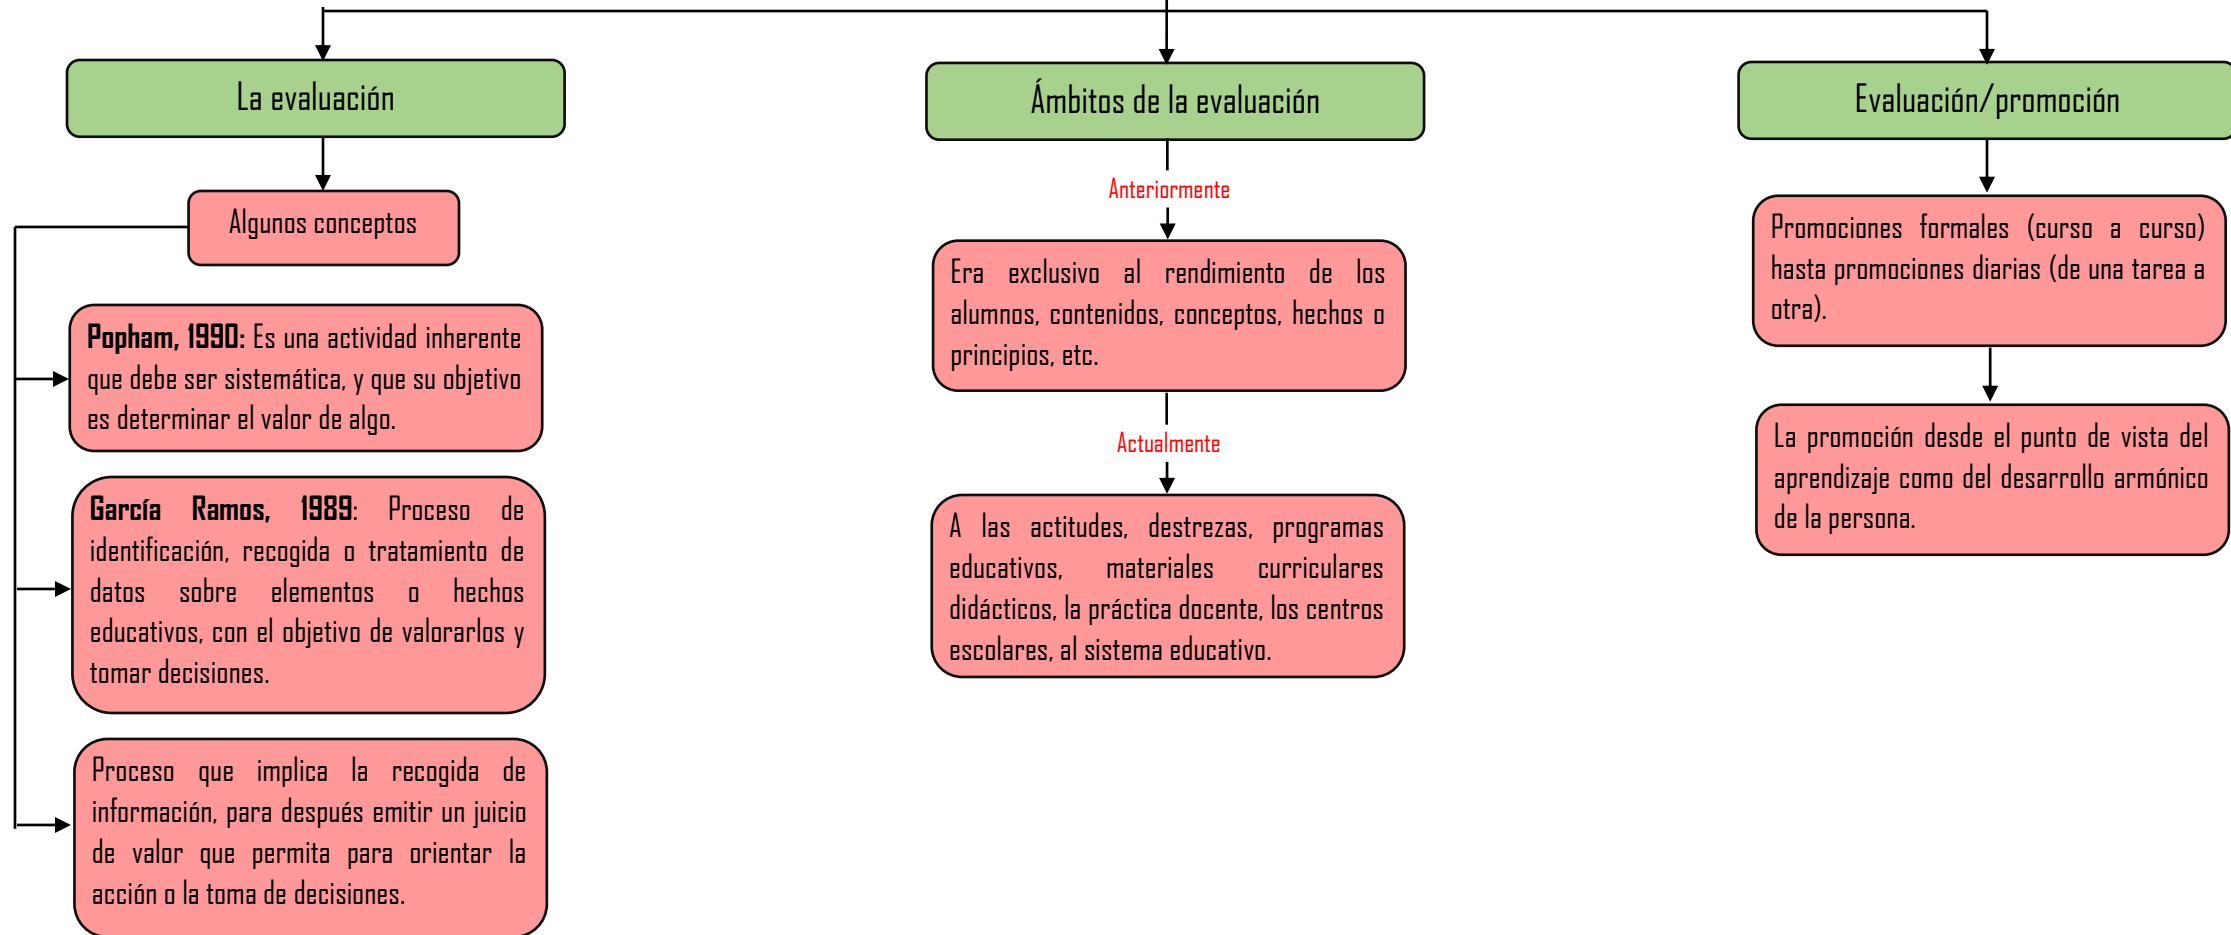 La evaluación
Algunos conceptos
Popham, 1990: Es una actividad inherente
que debe ser sistemática, y que su objetivo
es determinar el valor de algo.
García Ramos, 1989: Proceso de
identificación, recogida o tratamiento de
datos sobre elementos o hechos
educativos, con el objetivo de valorarlos y
tomar decisiones.
Proceso que implica la recogida de
información, para después emitir un juicio
de valor que permita para orientar la
acción o la toma de decisiones.
Ámbitos de la evaluación
Anteriormente
Era exclusivo al rendimiento de los
alumnos, contenidos, conceptos, hechos o
principios, etc.
Actualmente
A las actitudes, destrezas, programas
educativos, materiales curriculares
didácticos, la práctica docente, los centros
escolares, al sistema educativo.
Evaluación/promoción
Promociones formales (curso a curso)
hasta promociones diarias (de una tarea a
otra).
La promoción desde el punto de vista del
aprendizaje como del desarrollo armónico
de la persona.